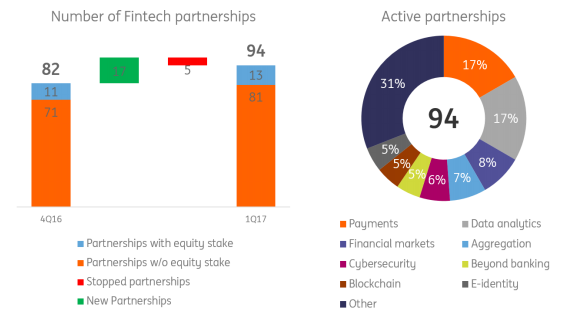 Number of Fintech partnerships
82
11
71
17
5
94
13
81
4Q16
1Q17
Partnerships with equity stake
Partnerships w/o equity stake
Stopped partnerships
New Partnerships
Active partnerships
17%
17%
8%
7%
6%
5%
5%
5%
31%
94
Payments
Data analytics
Financial markets
Aggregation
Cybersecurity
Beyond banking
Blockchain
E-identity
Other